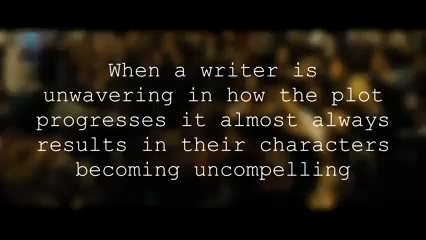 When a writer is
unwavering in how the plot
progresses it almost always
results in their characters
becoming uncompelling